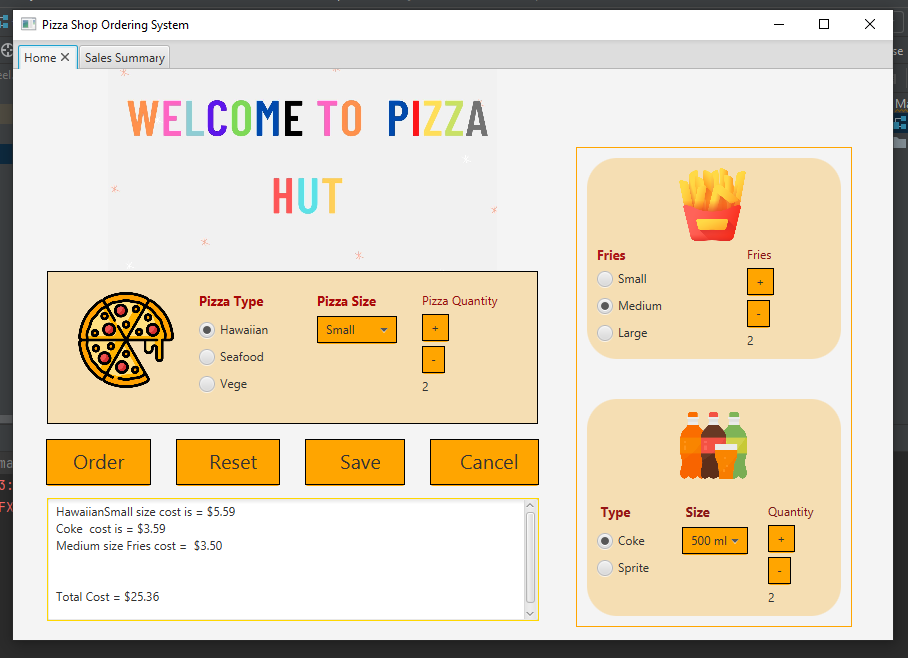 Pizza Shop Ordering System
Home
Sales Summary
WELCOME TO PIZZA
HUT
Pizza Type
Hawaiian
Seafood
Vege
Pizza Size
Small
Pizza Quantity
+
-
2
Order
Reset
Save
Cancel
HawaiianSmall size cost is = $5.59
Coke  cost is = $3.59
Medium size Fries cost =  $3.50
Total Cost = $25.36
Fries
Small
Medium
Large
Fries
+
-
2
Type
Coke
Sprite
Size
500 ml
Quantity
+
-
2